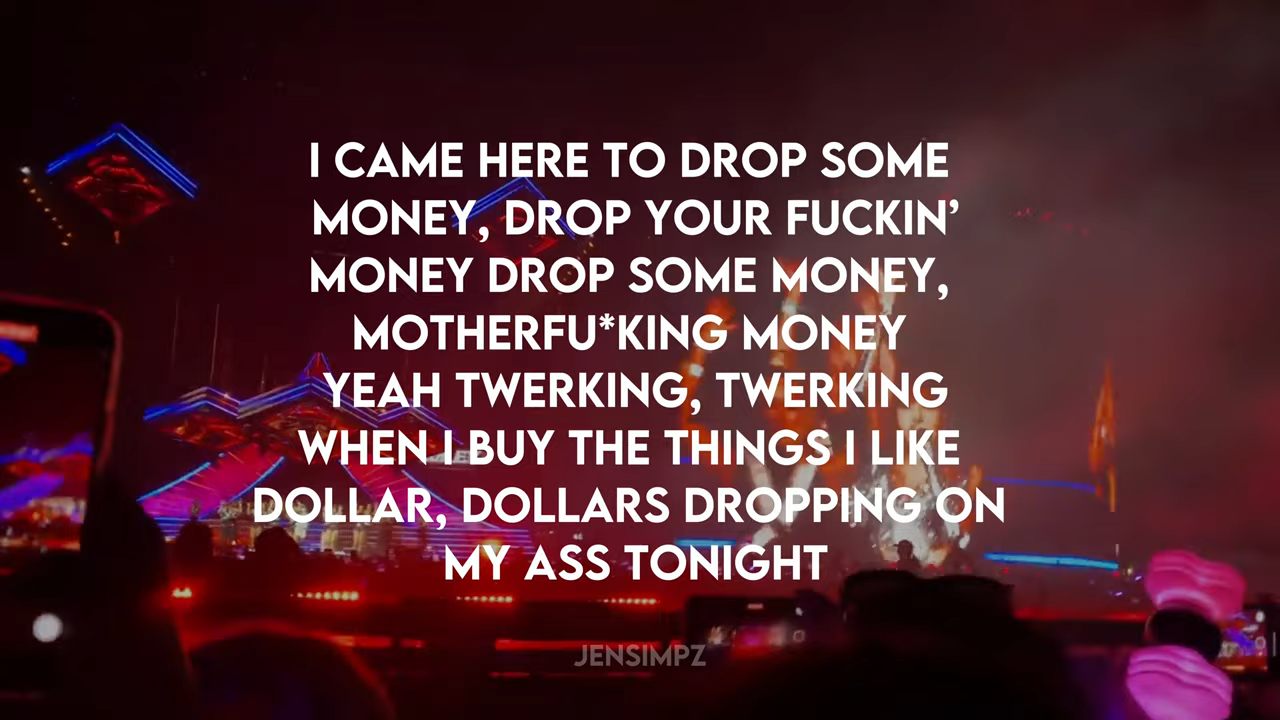 I CAME HERE TO DROP SOME
MONEY, DROP YOUR FUCKIN’
MONEY DROP SOME MONEY,
MOTHERFU*KING MONEY
YEAH TWERKING, TWERKING
WHEN I BUY THE THINGS I LIKE
DOLLAR, DOLLARS DROPPING ON
MY ASS TONIGHT
JENSIMPZ